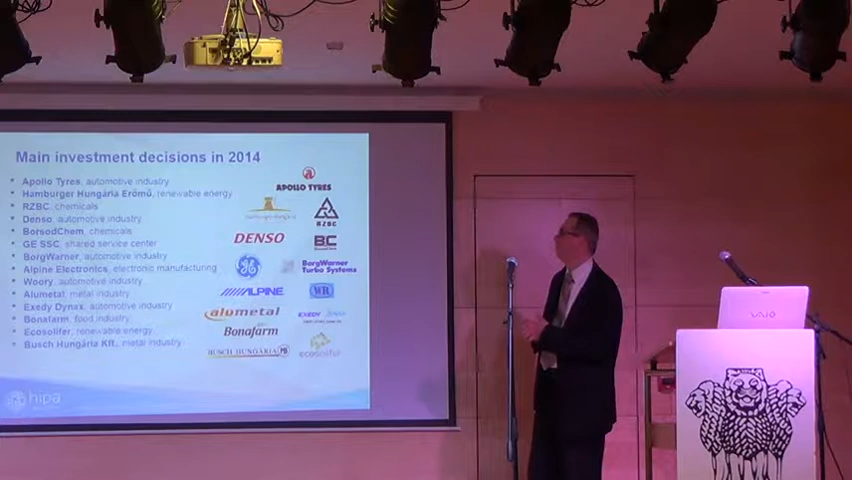 Main investment decisions in 2014
• Apollo Tyres, automotive industry
• Hamburger Hungária Erőmű, renewable energy
• RZBC, chemicals
• Denso, automotive industry
• BorsodChem, chemicals
• GE SSC, shared service center
• BorgWarner, automotive industry
• Alpine Electronics, electronic manufacturing
• Woory, automotive industry
• Alumetal, metal industry
• Exedy Dynax, automotive industry
• Bonafarm, food industry
• Ecosolifer, renewable energy
• Busch Hungária Kft., metal industry
APOLLO TYRES
RZBC
DENSO
BC
BorgWarner
Turbo Systems
ALPINE
WR
alumetal
EXEDY
Bonafarm
BUSCH HUNGÁRIA
ecosolifer
hipa
VAIO